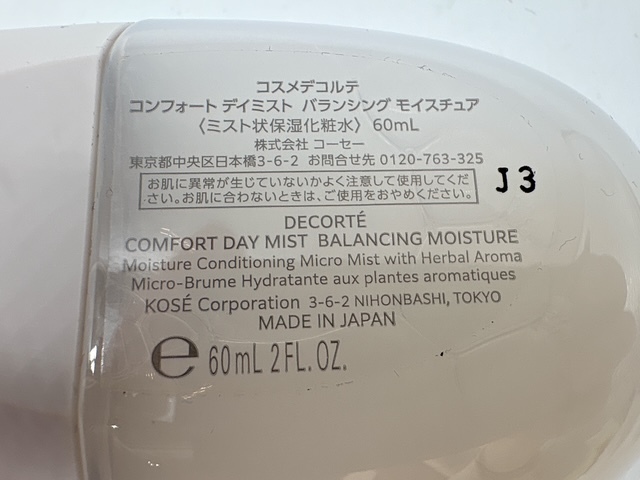 コスメデコルテ
コンフォート デイミスト バランシング モイスチュア
〈ミスト状保湿化粧水〉 60mL
株式会社 コーセー
東京都中央区日本橋3-6-2 お問合せ先 0120-763-325
お肌に異常が生じていないかよく注意して使用してくだ
さい。お肌に合わないときは、ご使用をおやめください。
J3
DECORTÉ
COMFORT DAY MIST BALANCING MOISTURE
Moisture Conditioning Micro Mist with Herbal Aroma
Micro-Brume Hydratante aux plantes aromatiques
KOSÉ Corporation 3-6-2 NIHONBASHI, TOKYO
MADE IN JAPAN
℮ 60mL 2FL. OZ.